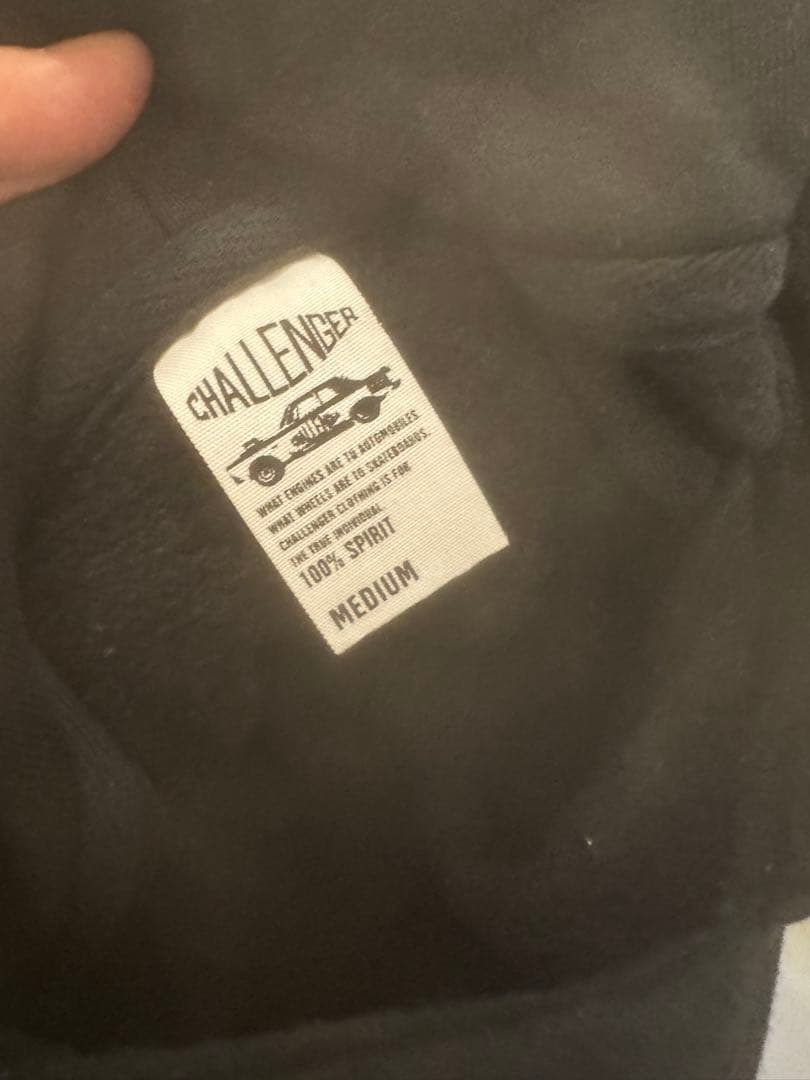 CHALLENGER
WHAT ENGINES ARE TO AUTOMOBILES.
WHAT WHEELS ARE TO SKATEBOARDS.
CHALLENGER CLOTHING IS FOR
THE TRUE INDIVIDUAL.
100% SPIRIT
MEDIUM